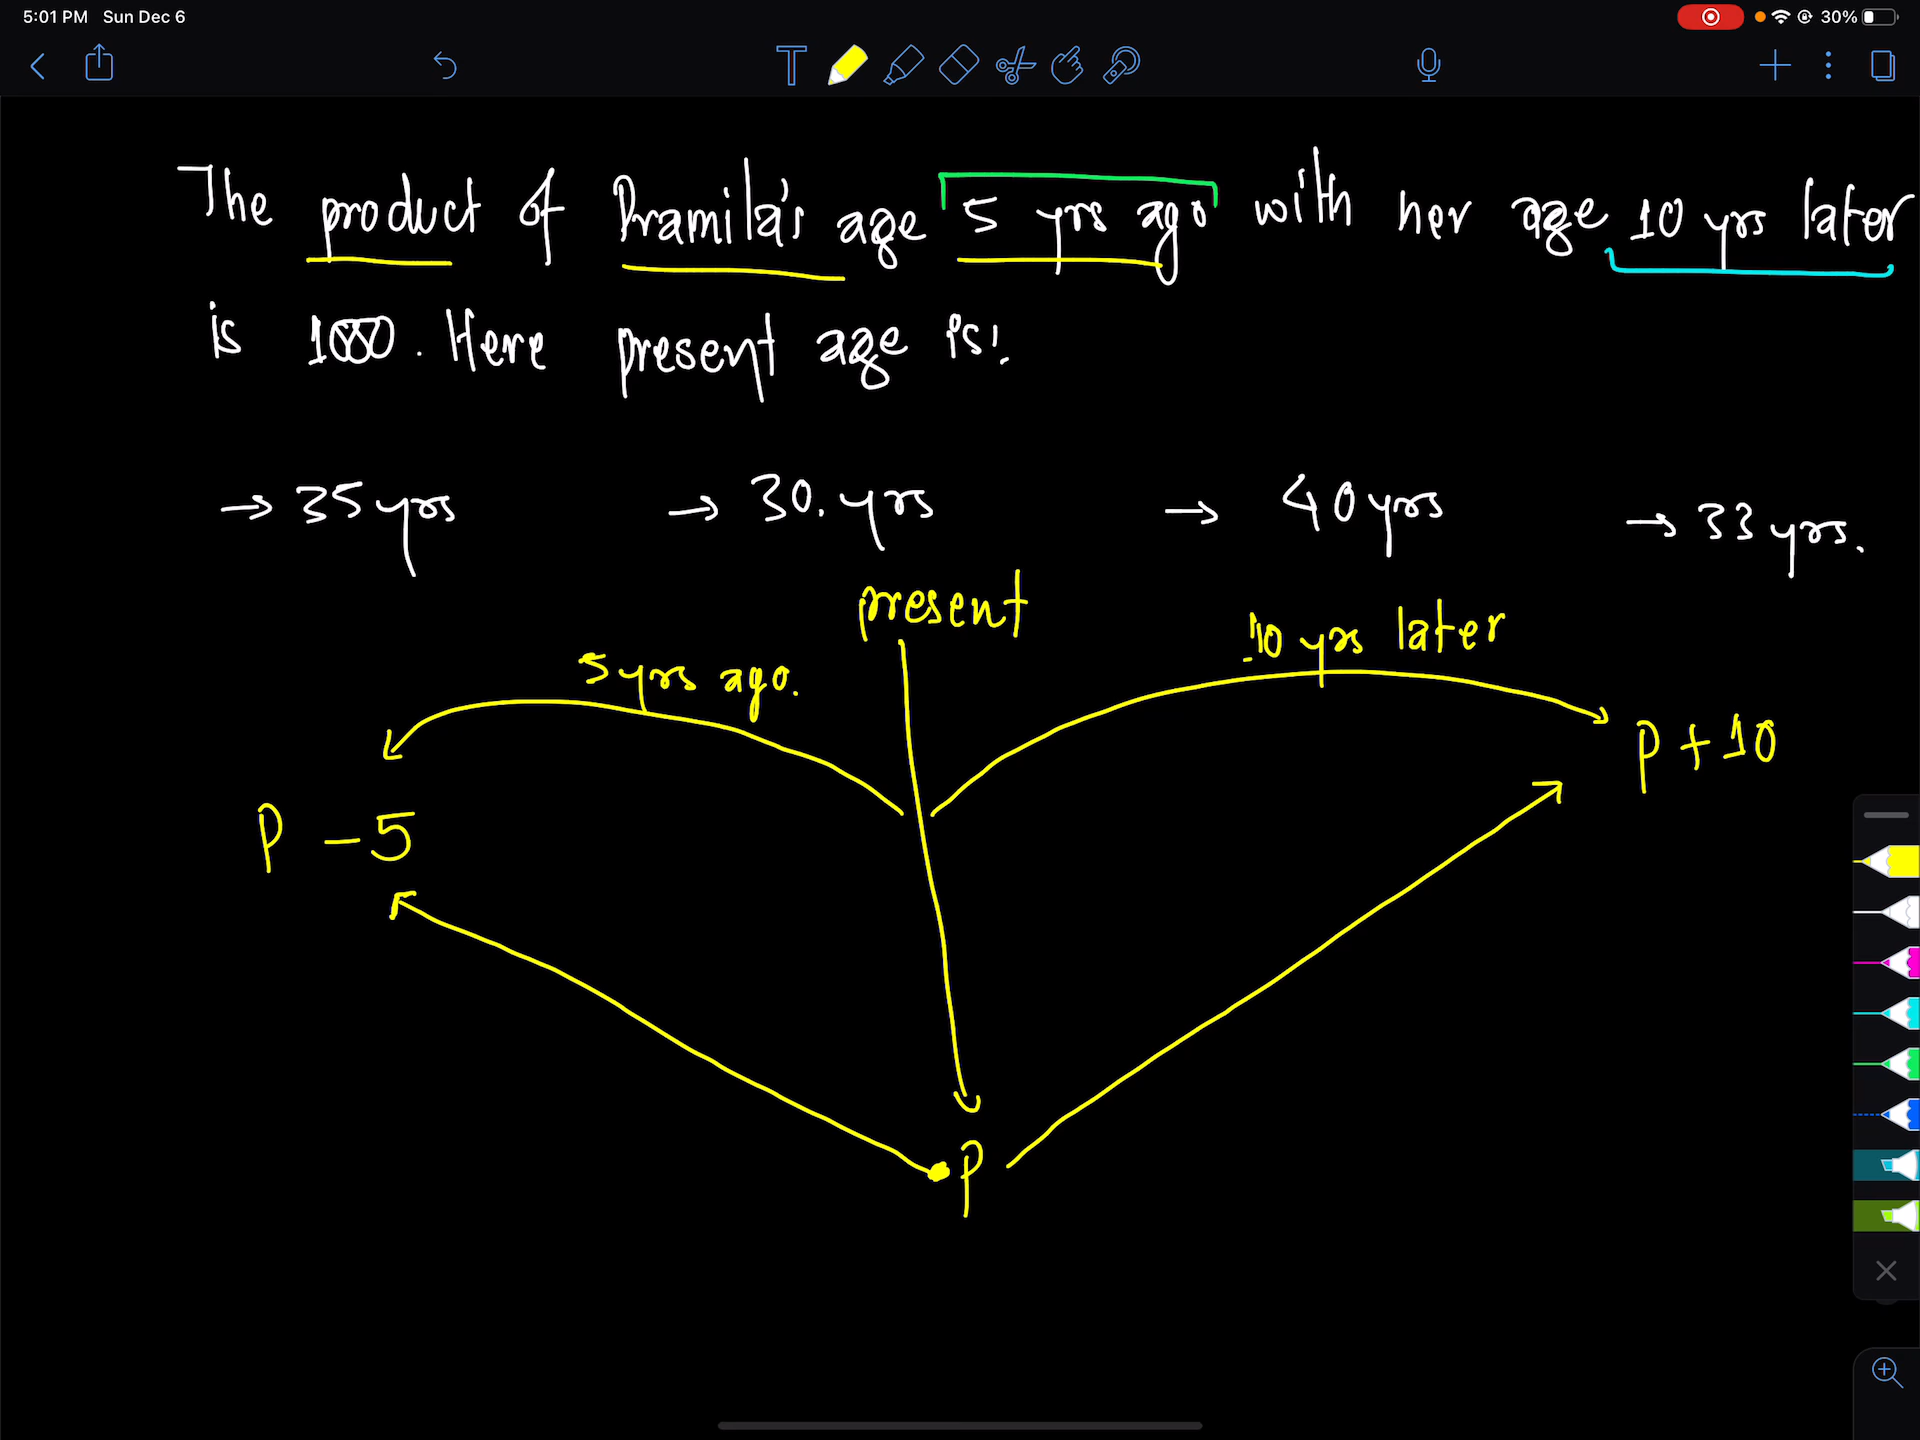 5:01 PM Sun Dec 6
30%
The product of Pramila's age 5 yrs ago with her age 10 yrs later
is 1000. Here present age is:
→ 35 yrs → 30. yrs → 40 yrs → 33 yrs.
present
5 yrs ago. 10 yrs later
P - 5 P + 10
P